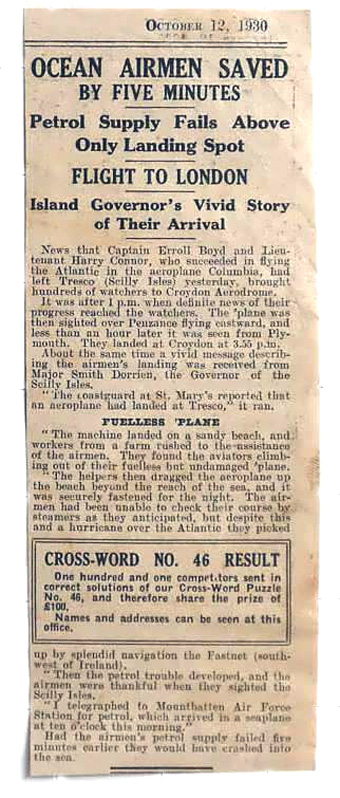 October 12, 1930
OCEAN AIRMEN SAVED
BY FIVE MINUTES
Petrol Supply Fails Above
Only Landing Spot
FLIGHT TO LONDON
Island Governor's Vivid Story
of Their Arrival
News that Captain Erroll Boyd and Lieu-
tenant Harry Connor, who succeeded in flying
the Atlantic in the aeroplane Columbia, had
left Tresco (Scilly Isles) yesterday, brought
hundreds of watchers to Croydon Aerodrome.
It was after 1 p.m. when definite news of their
progress reached the watchers. The 'plane was
then sighted over Penzance flying eastward, and
less than an hour later it was seen from Ply-
mouth. They landed at Croydon at 3.55 p.m.
About the same time a vivid message describ-
ing the airmen's landing was received from
Major Smith Dorrien, the Governor of the
Scilly Isles.
"The coastguard at St. Mary's reported that
an aeroplane had landed at Tresco," it ran.
FUELLESS 'PLANE
"The machine landed on a sandy beach, and
workers from a farm rushed to the assistance
of the airmen. They found the aviators climb-
ing out of their fuelless but undamaged 'plane.
"The helpers then dragged the aeroplane up
the beach beyond the reach of the sea, and it
was securely fastened for the night. The air-
men had been unable to check their course by
steamers as they anticipated, but despite this
and a hurricane over the Atlantic they picked
CROSS-WORD NO. 46 RESULT
One hundred and one competitors sent in
correct solutions of our Cross-Word Puzzle
No. 46, and therefore share the prize of
£100.
Names and addresses can be seen at this
office.
up by splendid navigation the Fastnet (south-
west of Ireland).
"Then the petrol trouble developed, and the
airmen were thankful when they sighted the
Scilly Isles.
"I telegraphed to Mountbatten Air Force
Station for petrol, which arrived in a seaplane
at ten o'clock this morning."
Had the airmen's petrol supply failed five
minutes earlier they would have crashed into
the sea.